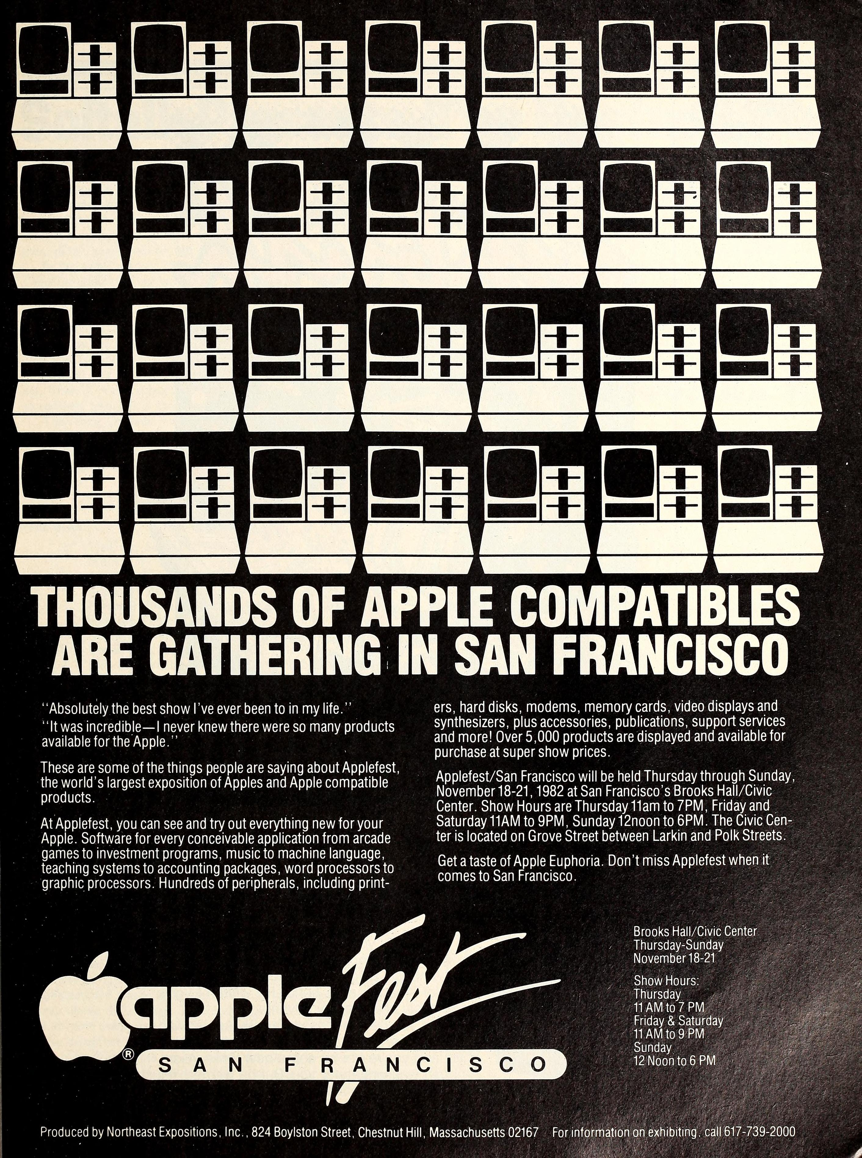 THOUSANDS OF APPLE COMPATIBLES
ARE GATHERING IN SAN FRANCISCO
‘‘Absolutely the best show I’ve ever been to in my life.’’
‘‘It was incredible—I never knew there were so many products
available for the Apple.’’
These are some of the things people are saying about Applefest,
the world’s largest exposition of Apples and Apple compatible
products.
At Applefest, you can see and try out everything new for your
Apple. Software for every conceivable application from arcade
games to investment programs, music to machine language,
teaching systems to accounting packages, word processors to
graphic processors. Hundreds of peripherals, including print-
ers, hard disks, modems, memory cards, video displays and
synthesizers, plus accessories, publications, support services
and more! Over 5,000 products are displayed and available for
purchase at super show prices.
Applefest/San Francisco will be held Thursday through Sunday,
November 18-21, 1982 at San Francisco’s Brooks Hall/Civic
Center. Show Hours are Thursday 11am to 7PM, Friday and
Saturday 11AM to 9PM, Sunday 12noon to 6PM. The Civic Cen-
ter is located on Grove Street between Larkin and Polk Streets.
Get a taste of Apple Euphoria. Don’t miss Applefest when it
comes to San Francisco.
apple Fest
®
SAN FRANCISCO
Brooks Hall/Civic Center
Thursday-Sunday
November 18-21
Show Hours:
Thursday
11 AM to 7 PM
Friday & Saturday
11 AM to 9 PM
Sunday
12 Noon to 6 PM
Produced by Northeast Expositions, Inc., 824 Boylston Street, Chestnut Hill, Massachusetts 02167 For information on exhibiting, call 617-739-2000